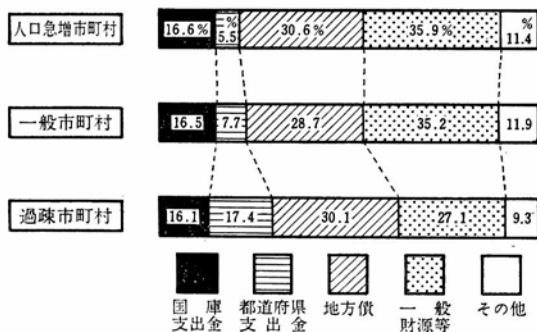 人口急増市町村
16.6%
%
5.5
30.6%
35.9%
%
11.4
一般市町村
16.5
7.7
28.7
35.2
11.9
過疎市町村
16.1
17.4
30.1
27.1
9.3
国庫
支出金
都道府県
支出金
地方債
一般
財源等
その他